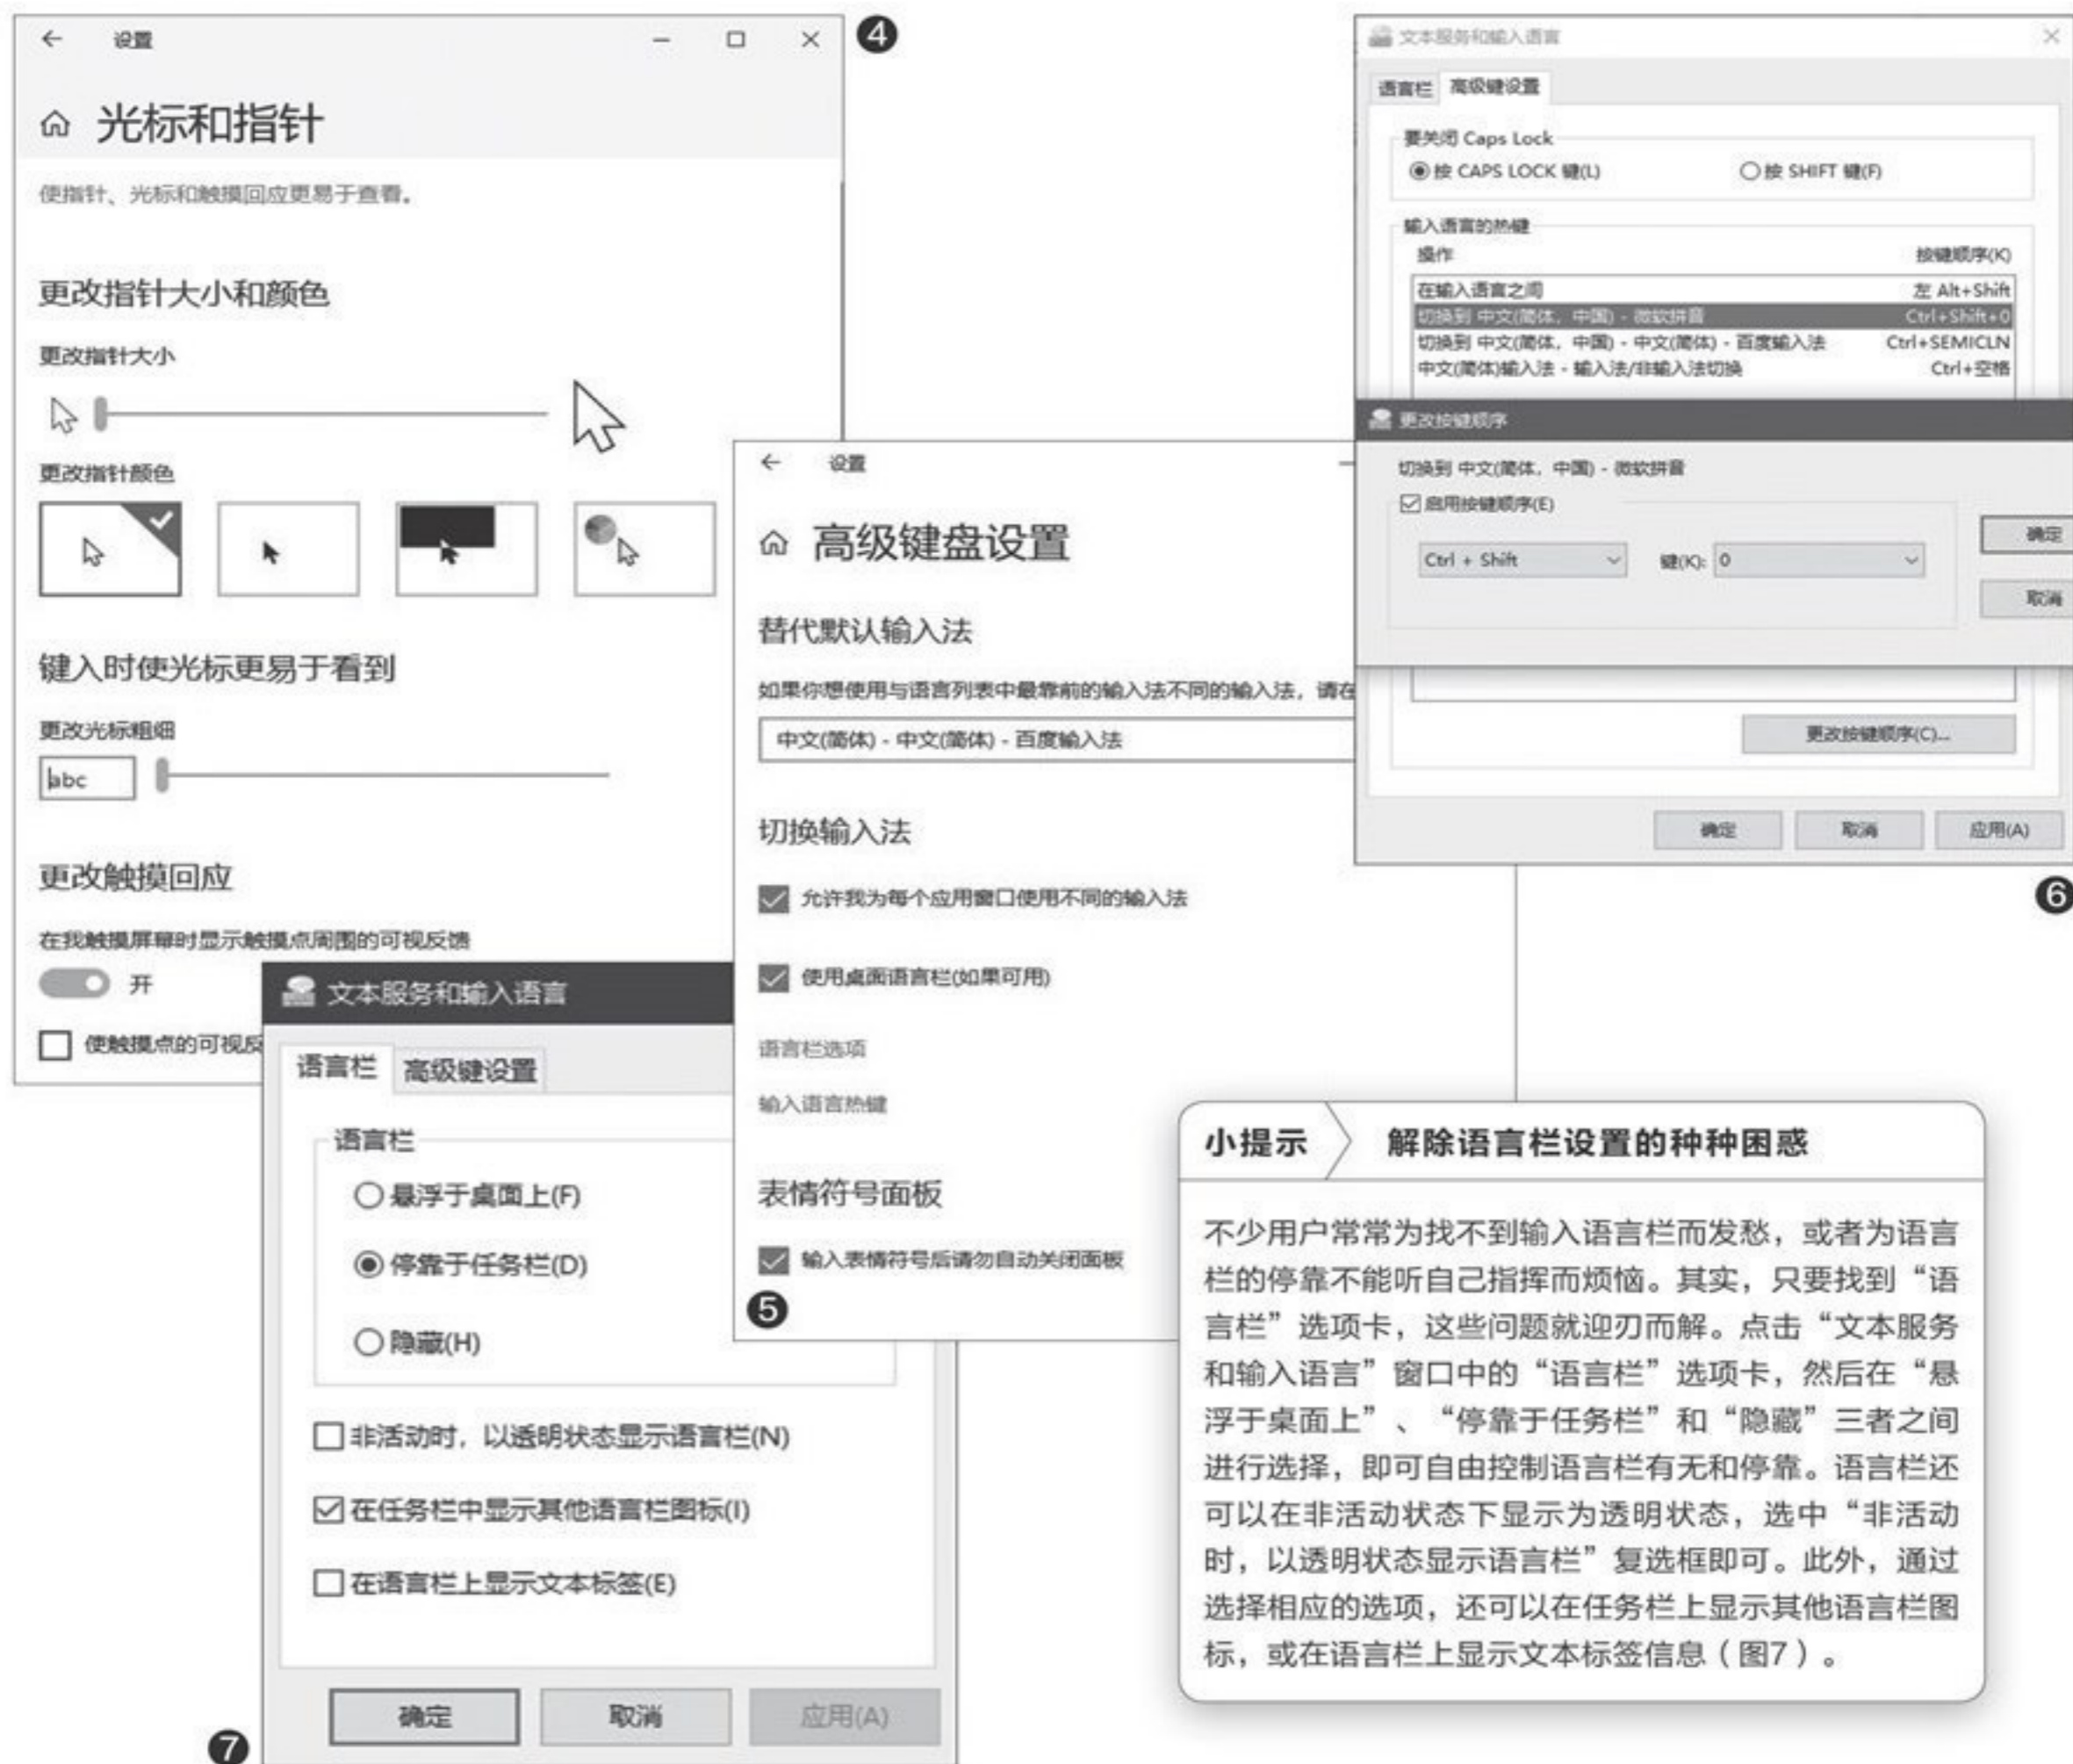 设置
❹
光标和指针
使指针、光标和触摸回应更易于查看。
更改指针大小和颜色
更改指针大小
更改指针颜色
键入时使光标更易于看到
更改光标粗细
abc
更改触摸回应
在我触摸屏幕时显示触摸点周围的可视反馈
开
使触摸点的可视反
设置
高级键盘设置
替代默认输入法
如果你想使用与语言列表中最靠前的输入法不同的输入法，请在
中文(简体) - 中文(简体) - 百度输入法
切换输入法
允许我为每个应用窗口使用不同的输入法
使用桌面语言栏(如果可用)
语言栏选项
输入语言热键
表情符号面板
输入表情符号后请勿自动关闭面板
❺
文本服务和输入语言
语言栏 高级键设置
要关闭 Caps Lock
按 CAPS LOCK 键(L) 按 SHIFT 键(F)
输入语言的热键
操作 按键顺序(K)
在输入语言之间 左 Alt+Shift
切换到 中文(简体，中国) - 微软拼音 Ctrl+Shift+0
切换到 中文(简体，中国) - 中文(简体) - 百度输入法 Ctrl+SEMICLN
中文(简体)输入法 - 输入法/非输入法切换 Ctrl+空格
更改按键顺序
切换到 中文(简体，中国) - 微软拼音
启用按键顺序(E)
确定
Ctrl + Shift 键(K): 0
取消
更改按键顺序(C)...
确定 取消 应用(A)
❻
文本服务和输入语言
语言栏 高级键设置
语言栏
悬浮于桌面上(F)
停靠于任务栏(D)
隐藏(H)
非活动时，以透明状态显示语言栏(N)
在任务栏中显示其他语言栏图标(I)
在语言栏上显示文本标签(E)
确定 取消 应用(A)
❼
小提示 解除语言栏设置的种种困惑
不少用户常常为找不到输入语言栏而发愁，或者为语言
栏的停靠不能听自己指挥而烦恼。其实，只要找到“语
言栏”选项卡，这些问题就迎刃而解。点击“文本服务
和输入语言”窗口中的“语言栏”选项卡，然后在“悬
浮于桌面上”、“停靠于任务栏”和“隐藏”三者之间
进行选择，即可自由控制语言栏有无和停靠。语言栏还
可以在非活动状态下显示为透明状态，选中“非活动
时，以透明状态显示语言栏”复选框即可。此外，通过
选择相应的选项，还可以在任务栏上显示其他语言栏图
标，或在语言栏上显示文本标签信息（图7）。